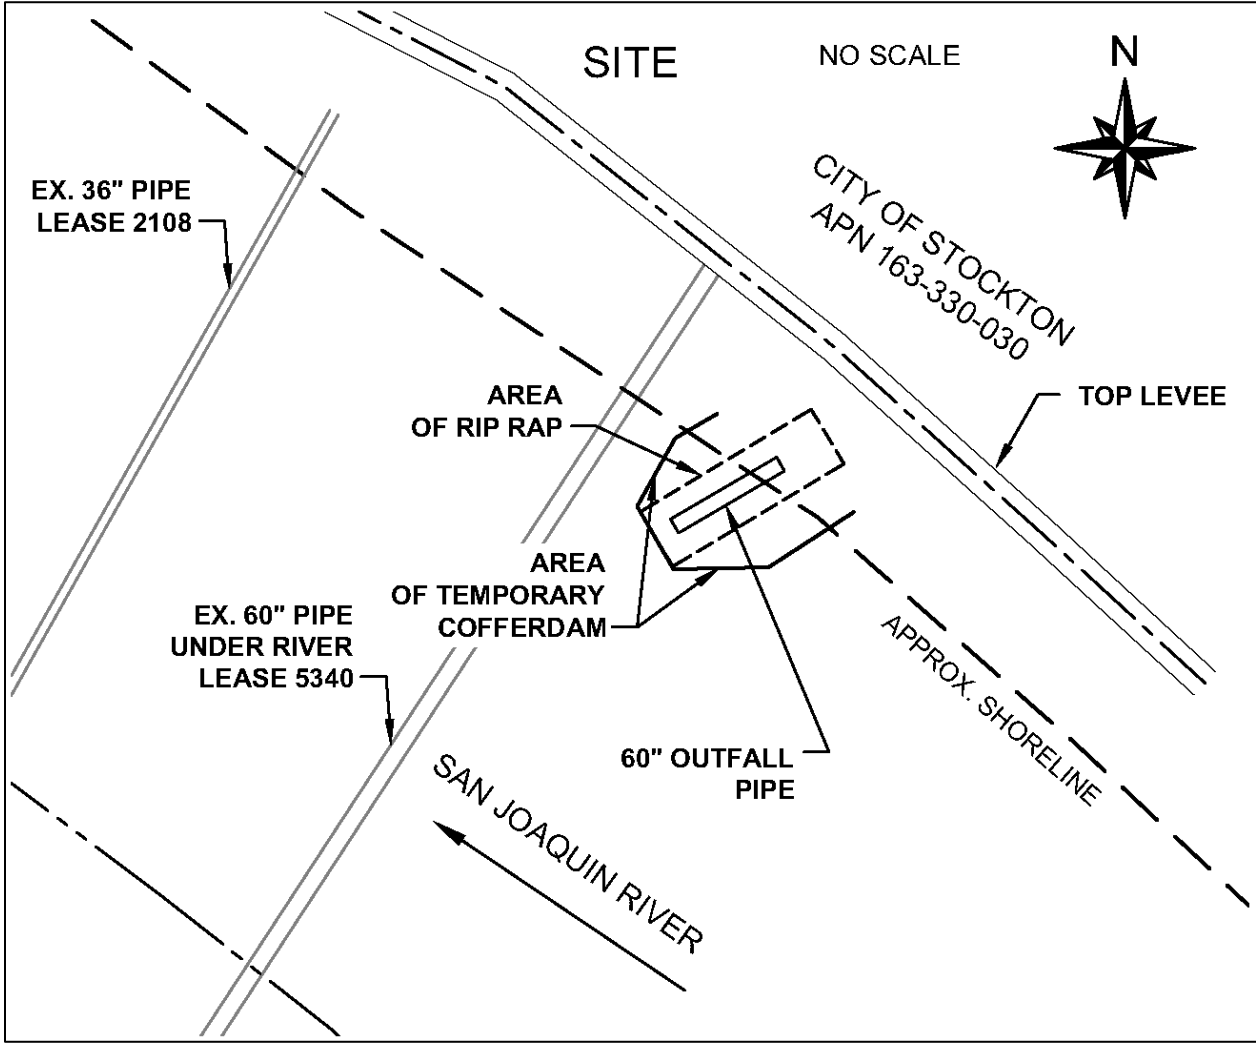 SITE
NO SCALE
N
CITY OF STOCKTON
APN 163-330-030
EX. 36" PIPE
LEASE 2108
AREA
OF RIP RAP
TOP LEVEE
AREA
OF TEMPORARY
COFFERDAM
EX. 60" PIPE
UNDER RIVER
LEASE 5340
APPROX. SHORELINE
60" OUTFALL
PIPE
SAN JOAQUIN RIVER